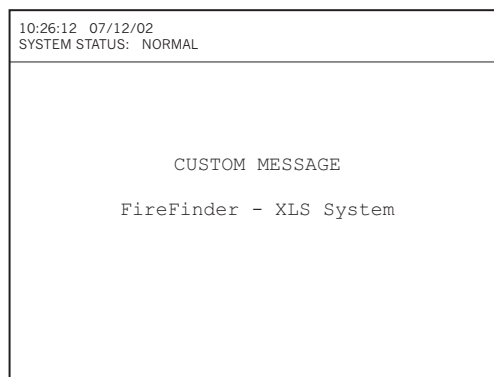 10:26:12 07/12/02
SYSTEM STATUS: NORMAL
CUSTOM MESSAGE
FireFinder - XLS System